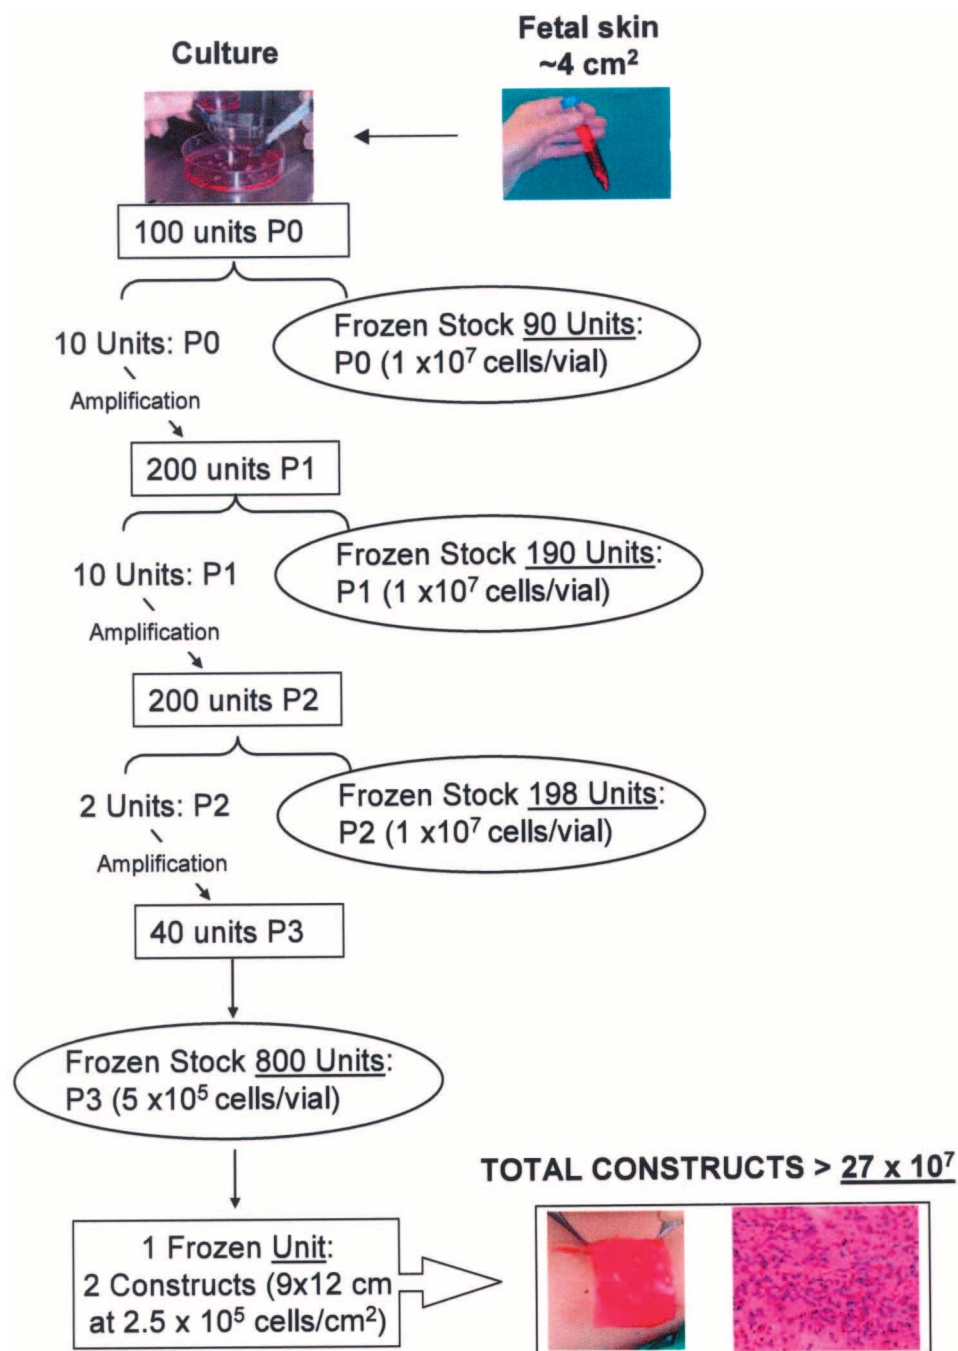 Culture
Fetal skin
~4 cm²
100 units P0
10 Units: P0
Frozen Stock 90 Units:
P0 (1 x10⁷ cells/vial)
Amplification
200 units P1
10 Units: P1
Frozen Stock 190 Units:
P1 (1 x10⁷ cells/vial)
Amplification
200 units P2
2 Units: P2
Frozen Stock 198 Units:
P2 (1 x10⁷ cells/vial)
Amplification
40 units P3
Frozen Stock 800 Units:
P3 (5 x10⁵ cells/vial)
1 Frozen Unit:
2 Constructs (9x12 cm
at 2.5 x 10⁵ cells/cm²)
TOTAL CONSTRUCTS > 27 x 10⁷